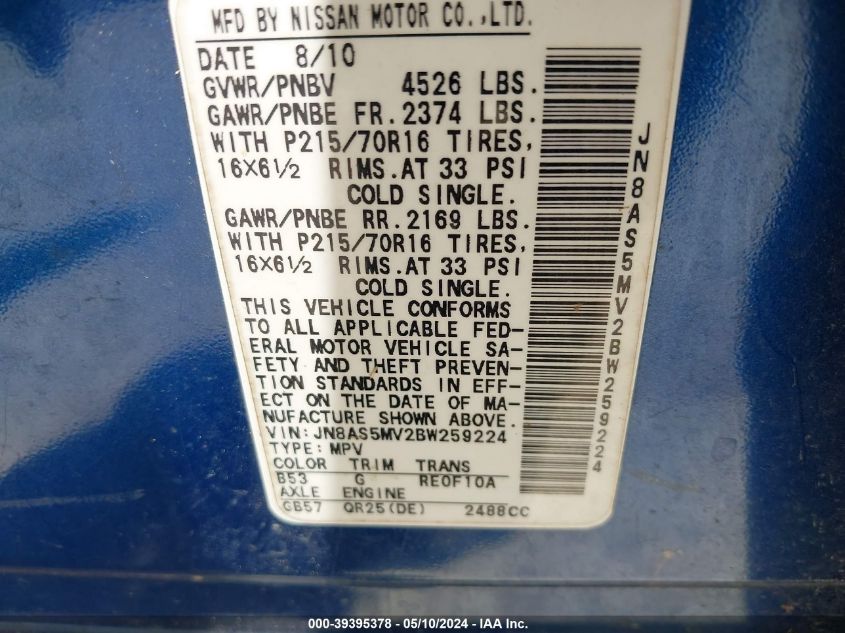 MFD BY NISSAN MOTOR CO.,LTD.
DATE 8/10
GVWR/PNBV 4526 LBS.
GAWR/PNBE FR.2374 LBS.
WITH P215/70R16 TIRES,
16X6½ RIMS.AT 33 PSI
COLD SINGLE.
GAWR/PNBE RR.2169 LBS.
WITH P215/70R16 TIRES,
16X6½ RIMS.AT 33 PSI
COLD SINGLE.
THIS VEHICLE CONFORMS
TO ALL APPLICABLE FED-
ERAL MOTOR VEHICLE SA-
FETY AND THEFT PREVEN-
TION STANDARDS IN EFF-
ECT ON THE DATE OF MA-
NUFACTURE SHOWN ABOVE.
VIN:JN8AS5MV2BW259224
TYPE:MPV
COLOR TRIM TRANS
B53 G RE0F10A
AXLE ENGINE
GB57 QR25(DE) 2488CC
JN8AS5MV2BW259224
000-39395378 — 05/10/2024 — IAA Inc.